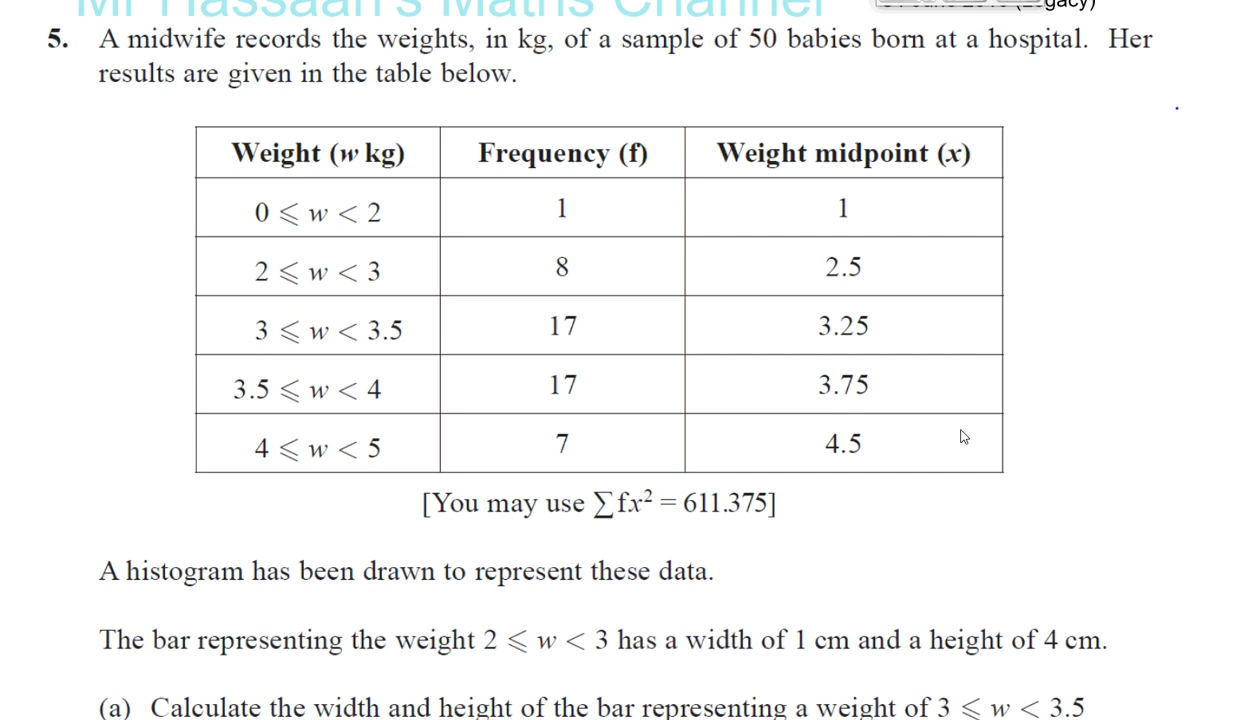 Mr Hassaan's Maths Channel
5. A midwife records the weights, in kg, of a sample of 50 babies born at a hospital. Her
results are given in the table below.
Weight (w kg) Frequency (f) Weight midpoint (x)
0 ⩽ w < 2 1 1
2 ⩽ w < 3 8 2.5
3 ⩽ w < 3.5 17 3.25
3.5 ⩽ w < 4 17 3.75
4 ⩽ w < 5 7 4.5
[You may use ∑fx² = 611.375]
A histogram has been drawn to represent these data.
The bar representing the weight 2 ⩽ w < 3 has a width of 1 cm and a height of 4 cm.
(a) Calculate the width and height of the bar representing a weight of 3 ⩽ w < 3.5